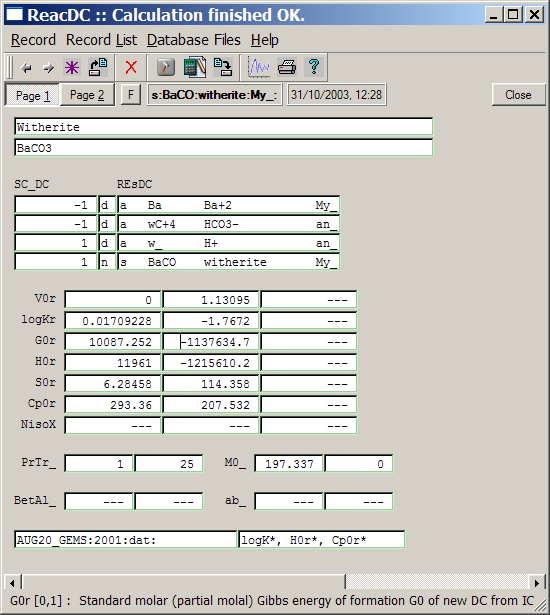 ReacDC :: Calculation finished OK.
Record Record List Database Files Help
Page 1 Page 2 F s:BaCO:witherite:My_: 31/10/2003, 12:28 Close
Witherite
BaCO3
SC_DC REsDC
-1 d a Ba Ba+2 My_
-1 d a wC+4 HCO3- an_
1 d a w_ H+ an_
1 n s BaCO witherite My_
V0r 0 1.13095 ---
logKr 0.01709228 -1.7672 ---
G0r 10087.252 -1137634.7 ---
H0r 11961 -1215610.2 ---
S0r 6.28458 114.358 ---
Cp0r 293.36 207.532 ---
NisoX --- --- ---
PrTr_ 1 25 M0_ 197.337 0
BetAl_ --- --- ab_ --- ---
AUG20_GEMS:2001:dat: logK*, H0r*, Cp0r*
G0r [0,1] : Standard molar (partial molal) Gibbs energy of formation G0 of new DC from IC